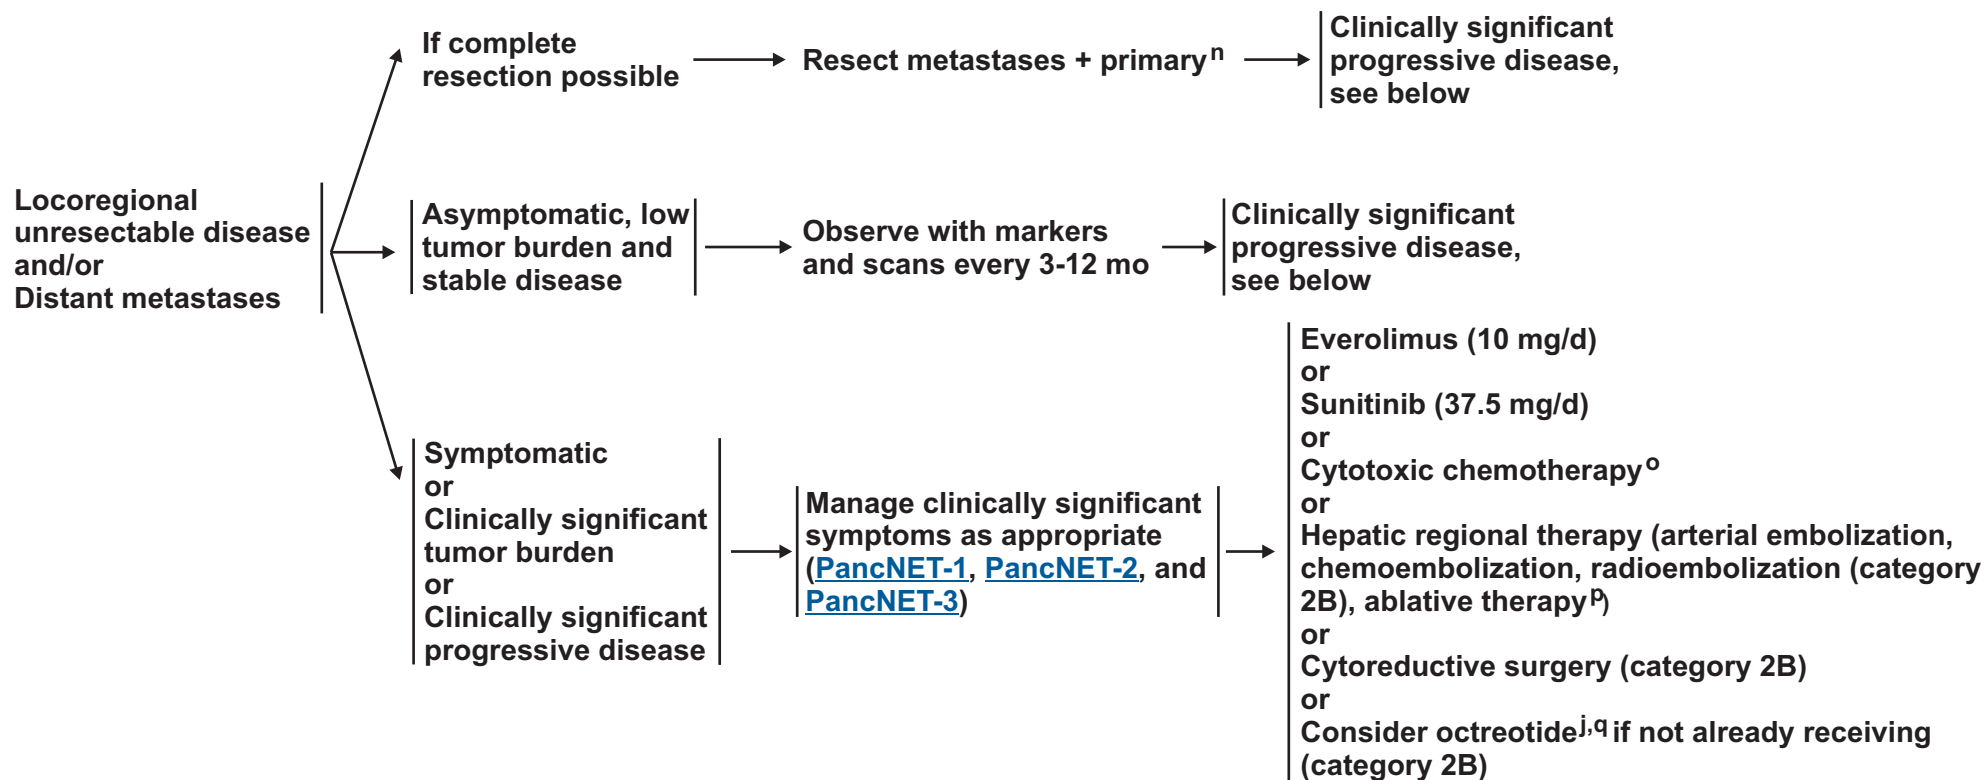 If complete
resection possible
Resect metastases + primary n
Clinically significant
progressive disease,
see below
Locoregional
unresectable disease
and/or
Distant metastases
Asymptomatic, low
tumor burden and
stable disease
Observe with markers
and scans every 3-12 mo
Clinically significant
progressive disease,
see below
Symptomatic
or
Clinically significant
tumor burden
or
Clinically significant
progressive disease
Manage clinically significant
symptoms as appropriate
(PancNET-1, PancNET-2, and
PancNET-3)
Everolimus (10 mg/d)
or
Sunitinib (37.5 mg/d)
or
Cytotoxic chemotherapy o
or
Hepatic regional therapy (arterial embolization,
chemoembolization, radioembolization (category
2B), ablative therapy p)
or
Cytoreductive surgery (category 2B)
or
Consider octreotide j,q if not already receiving
(category 2B)